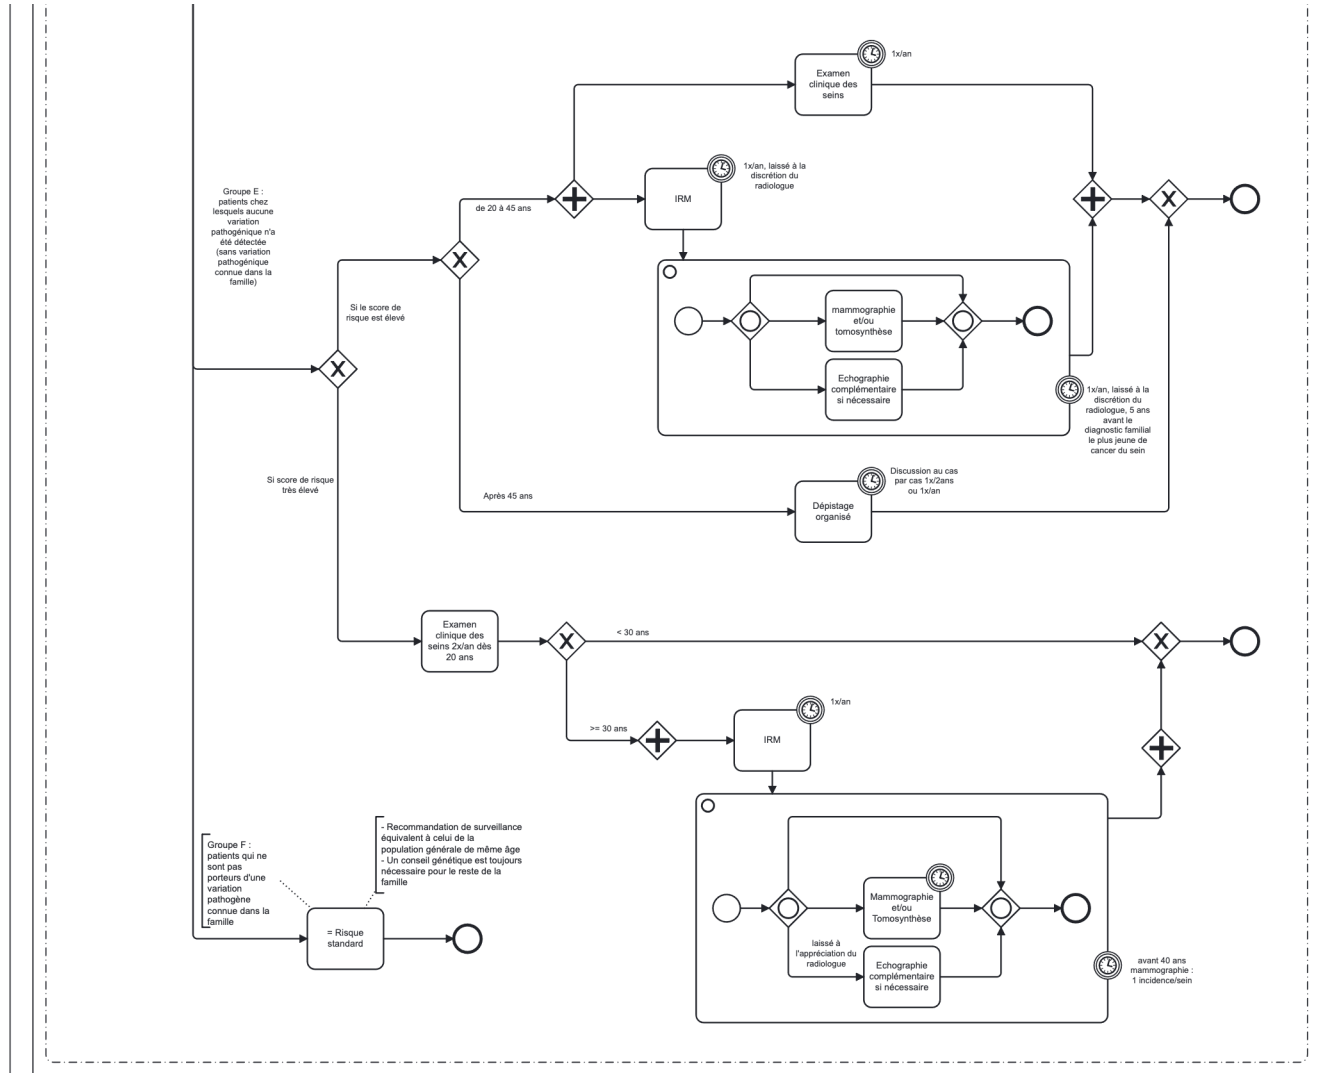 Examen
clinique des
seins
1x/an
Groupe E :
patients chez
lesquels aucune
variation
pathogénique n'a
été détectée
(sans variation
pathogénique
connue dans la
famille)
de 20 à 45 ans
IRM
1x/an, laissé à la
discrétion du
radiologue
Si le score de
risque est élevé
mammographie
et/ou
tomosynthèse
Echographie
complémentaire
si nécessaire
1x/an, laissé à la
discrétion du
radiologue, 5 ans
avant le
diagnostic familial
le plus jeune de
cancer du sein
Si score de risque
très élevé
Après 45 ans
Dépistage
organisé
Discussion au cas
par cas 1x/2ans
ou 1x/an
Examen
clinique des
seins 2x/an dès
20 ans
< 30 ans
>= 30 ans
IRM
1x/an
Groupe F :
patients qui ne
sont pas
porteurs d'une
variation
pathogène
connue dans la
famille
- Recommandation de surveillance
équivalent à celui de la
population générale de même âge
- Un conseil génétique est toujours
nécessaire pour le reste de la
famille
= Risque
standard
Mammographie
et/ou
Tomosynthèse
laissé à
l'appréciation du
radiologue
Echographie
complémentaire
si nécessaire
avant 40 ans
mammographie :
1 incidence/sein